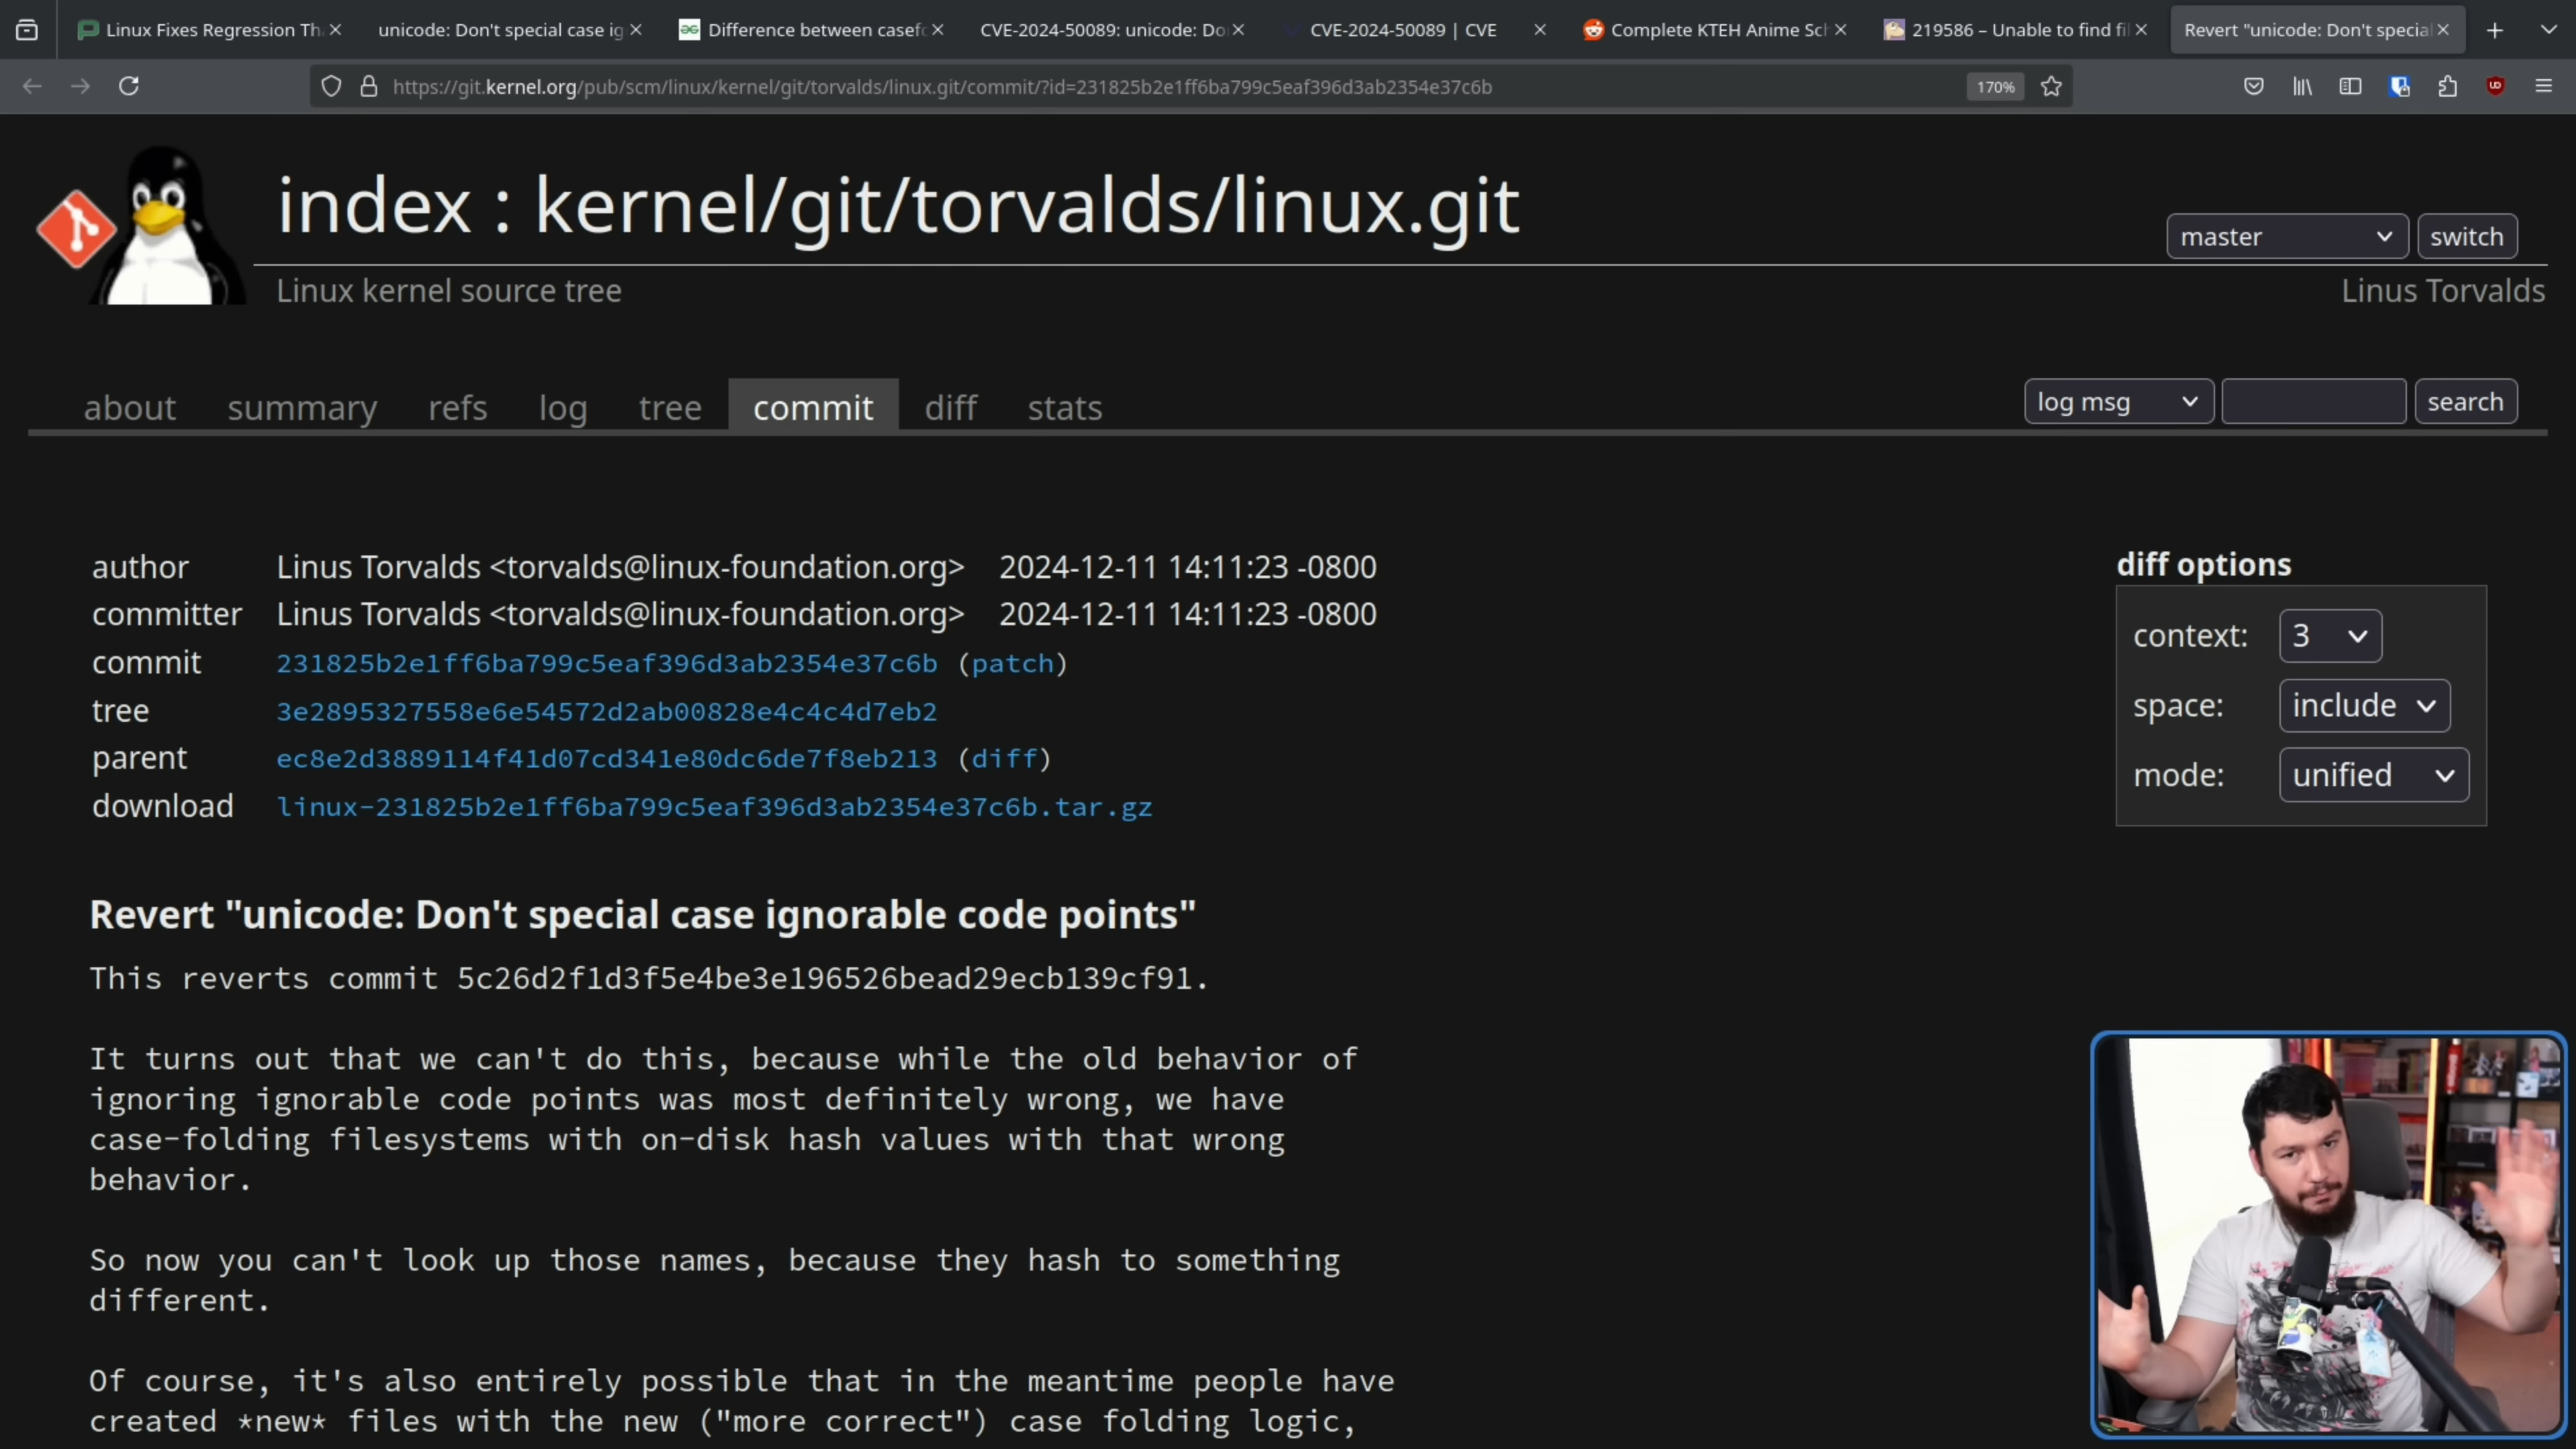 Linux Fixes Regression Th
unicode: Don't special case ig
Difference between casefo
CVE-2024-50089: unicode: Do
CVE-2024-50089 | CVE
Complete KTEH Anime Sch
219586 – Unable to find fil
Revert "unicode: Don't special
https://git.kernel.org/pub/scm/linux/kernel/git/torvalds/linux.git/commit/?id=231825b2e1ff6ba799c5eaf396d3ab2354e37c6b
170%
index : kernel/git/torvalds/linux.git
master
switch
Linux kernel source tree
Linus Torvalds
about summary refs log tree commit diff stats
log msg
search
author Linus Torvalds <torvalds@linux-foundation.org> 2024-12-11 14:11:23 -0800
committer Linus Torvalds <torvalds@linux-foundation.org> 2024-12-11 14:11:23 -0800
commit 231825b2e1ff6ba799c5eaf396d3ab2354e37c6b (patch)
tree 3e2895327558e6e54572d2ab00828e4c4c4d7eb2
parent ec8e2d3889114f41d07cd341e80dc6de7f8eb213 (diff)
download linux-231825b2e1ff6ba799c5eaf396d3ab2354e37c6b.tar.gz
diff options
context: 3
space: include
mode: unified
Revert "unicode: Don't special case ignorable code points"
This reverts commit 5c26d2f1d3f5e4be3e196526bead29ecb139cf91.
It turns out that we can't do this, because while the old behavior of
ignoring ignorable code points was most definitely wrong, we have
case-folding filesystems with on-disk hash values with that wrong
behavior.
So now you can't look up those names, because they hash to something
different.
Of course, it's also entirely possible that in the meantime people have
created *new* files with the new ("more correct") case folding logic,